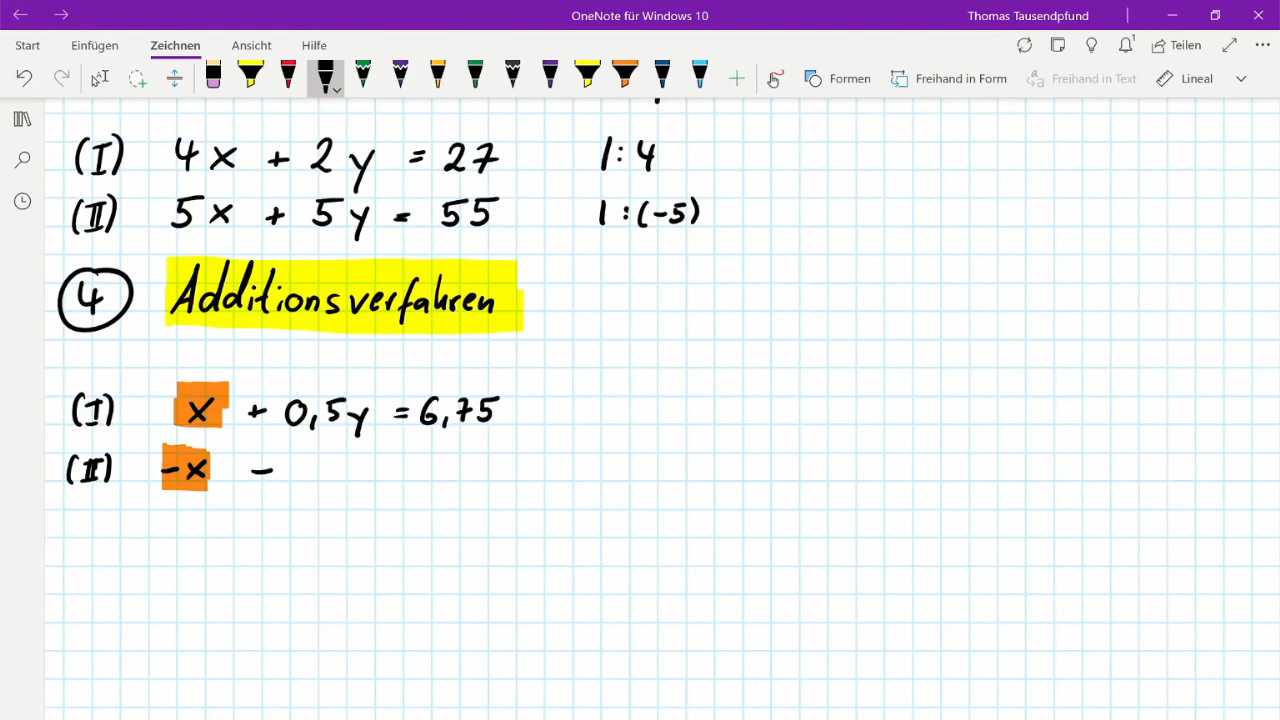 OneNote für Windows 10
Thomas Tausendpfund
Start Einfügen Zeichnen Ansicht Hilfe
1 Teilen
Formen Freihand in Form Freihand in Text Lineal
(I) 4x + 2y = 27 |: 4
(II) 5x + 5y = 55 | :(-5)
4 Additionsverfahren
(I) x + 0,5y = 6,75
(II) -x -